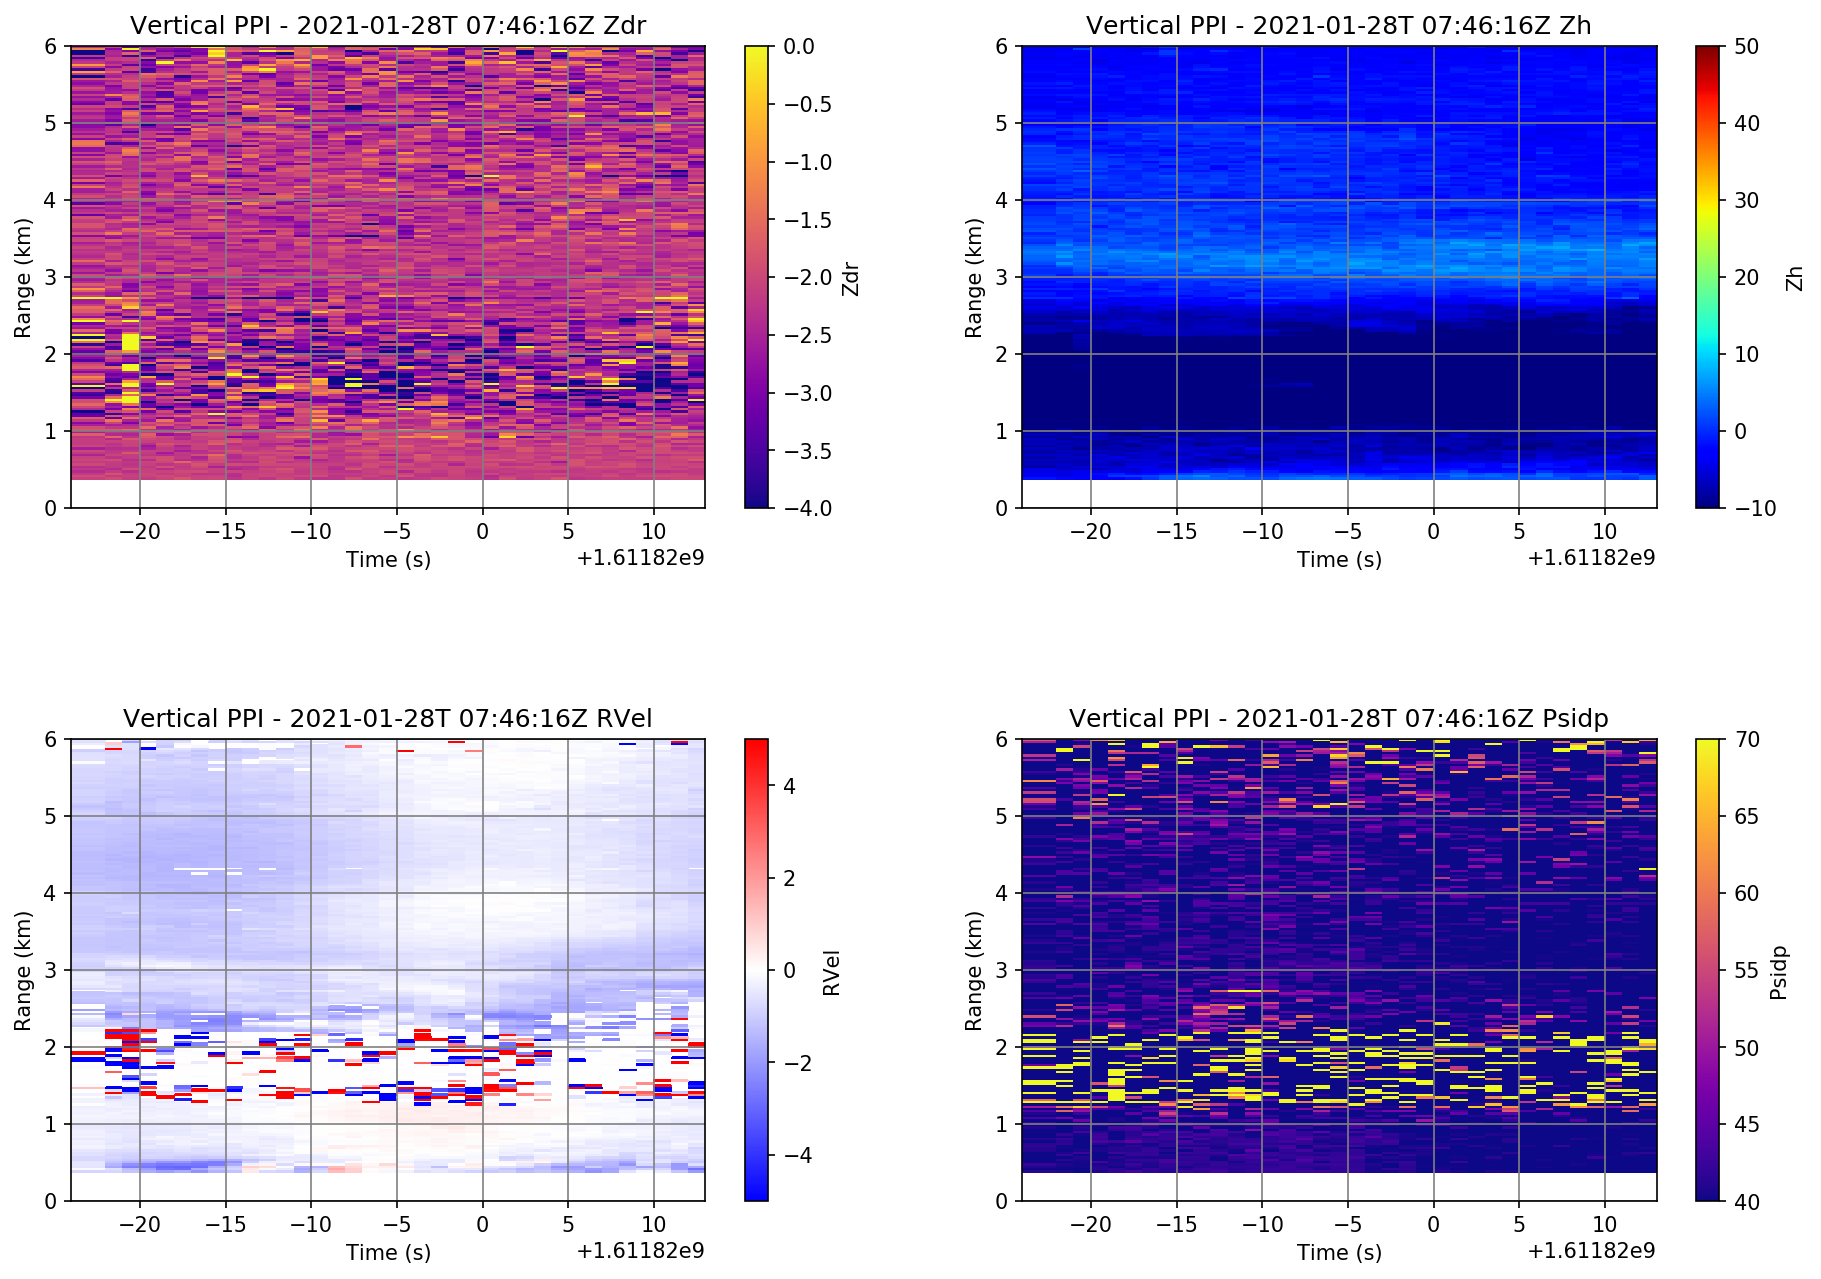 Vertical PPI - 2021-01-28T 07:46:16Z Zdr
6
5
4
3
2
1
0
Range (km)
−20 −15 −10 −5 0 5 10
Time (s)
+1.61182e9
0.0
−0.5
−1.0
−1.5
−2.0
−2.5
−3.0
−3.5
−4.0
Zdr
Vertical PPI - 2021-01-28T 07:46:16Z Zh
6
5
4
3
2
1
0
Range (km)
−20 −15 −10 −5 0 5 10
Time (s)
+1.61182e9
50
40
30
20
10
0
−10
Zh
Vertical PPI - 2021-01-28T 07:46:16Z RVel
6
5
4
3
2
1
0
Range (km)
−20 −15 −10 −5 0 5 10
Time (s)
+1.61182e9
4
2
0
−2
−4
RVel
Vertical PPI - 2021-01-28T 07:46:16Z Psidp
6
5
4
3
2
1
0
Range (km)
−20 −15 −10 −5 0 5 10
Time (s)
+1.61182e9
70
65
60
55
50
45
40
Psidp